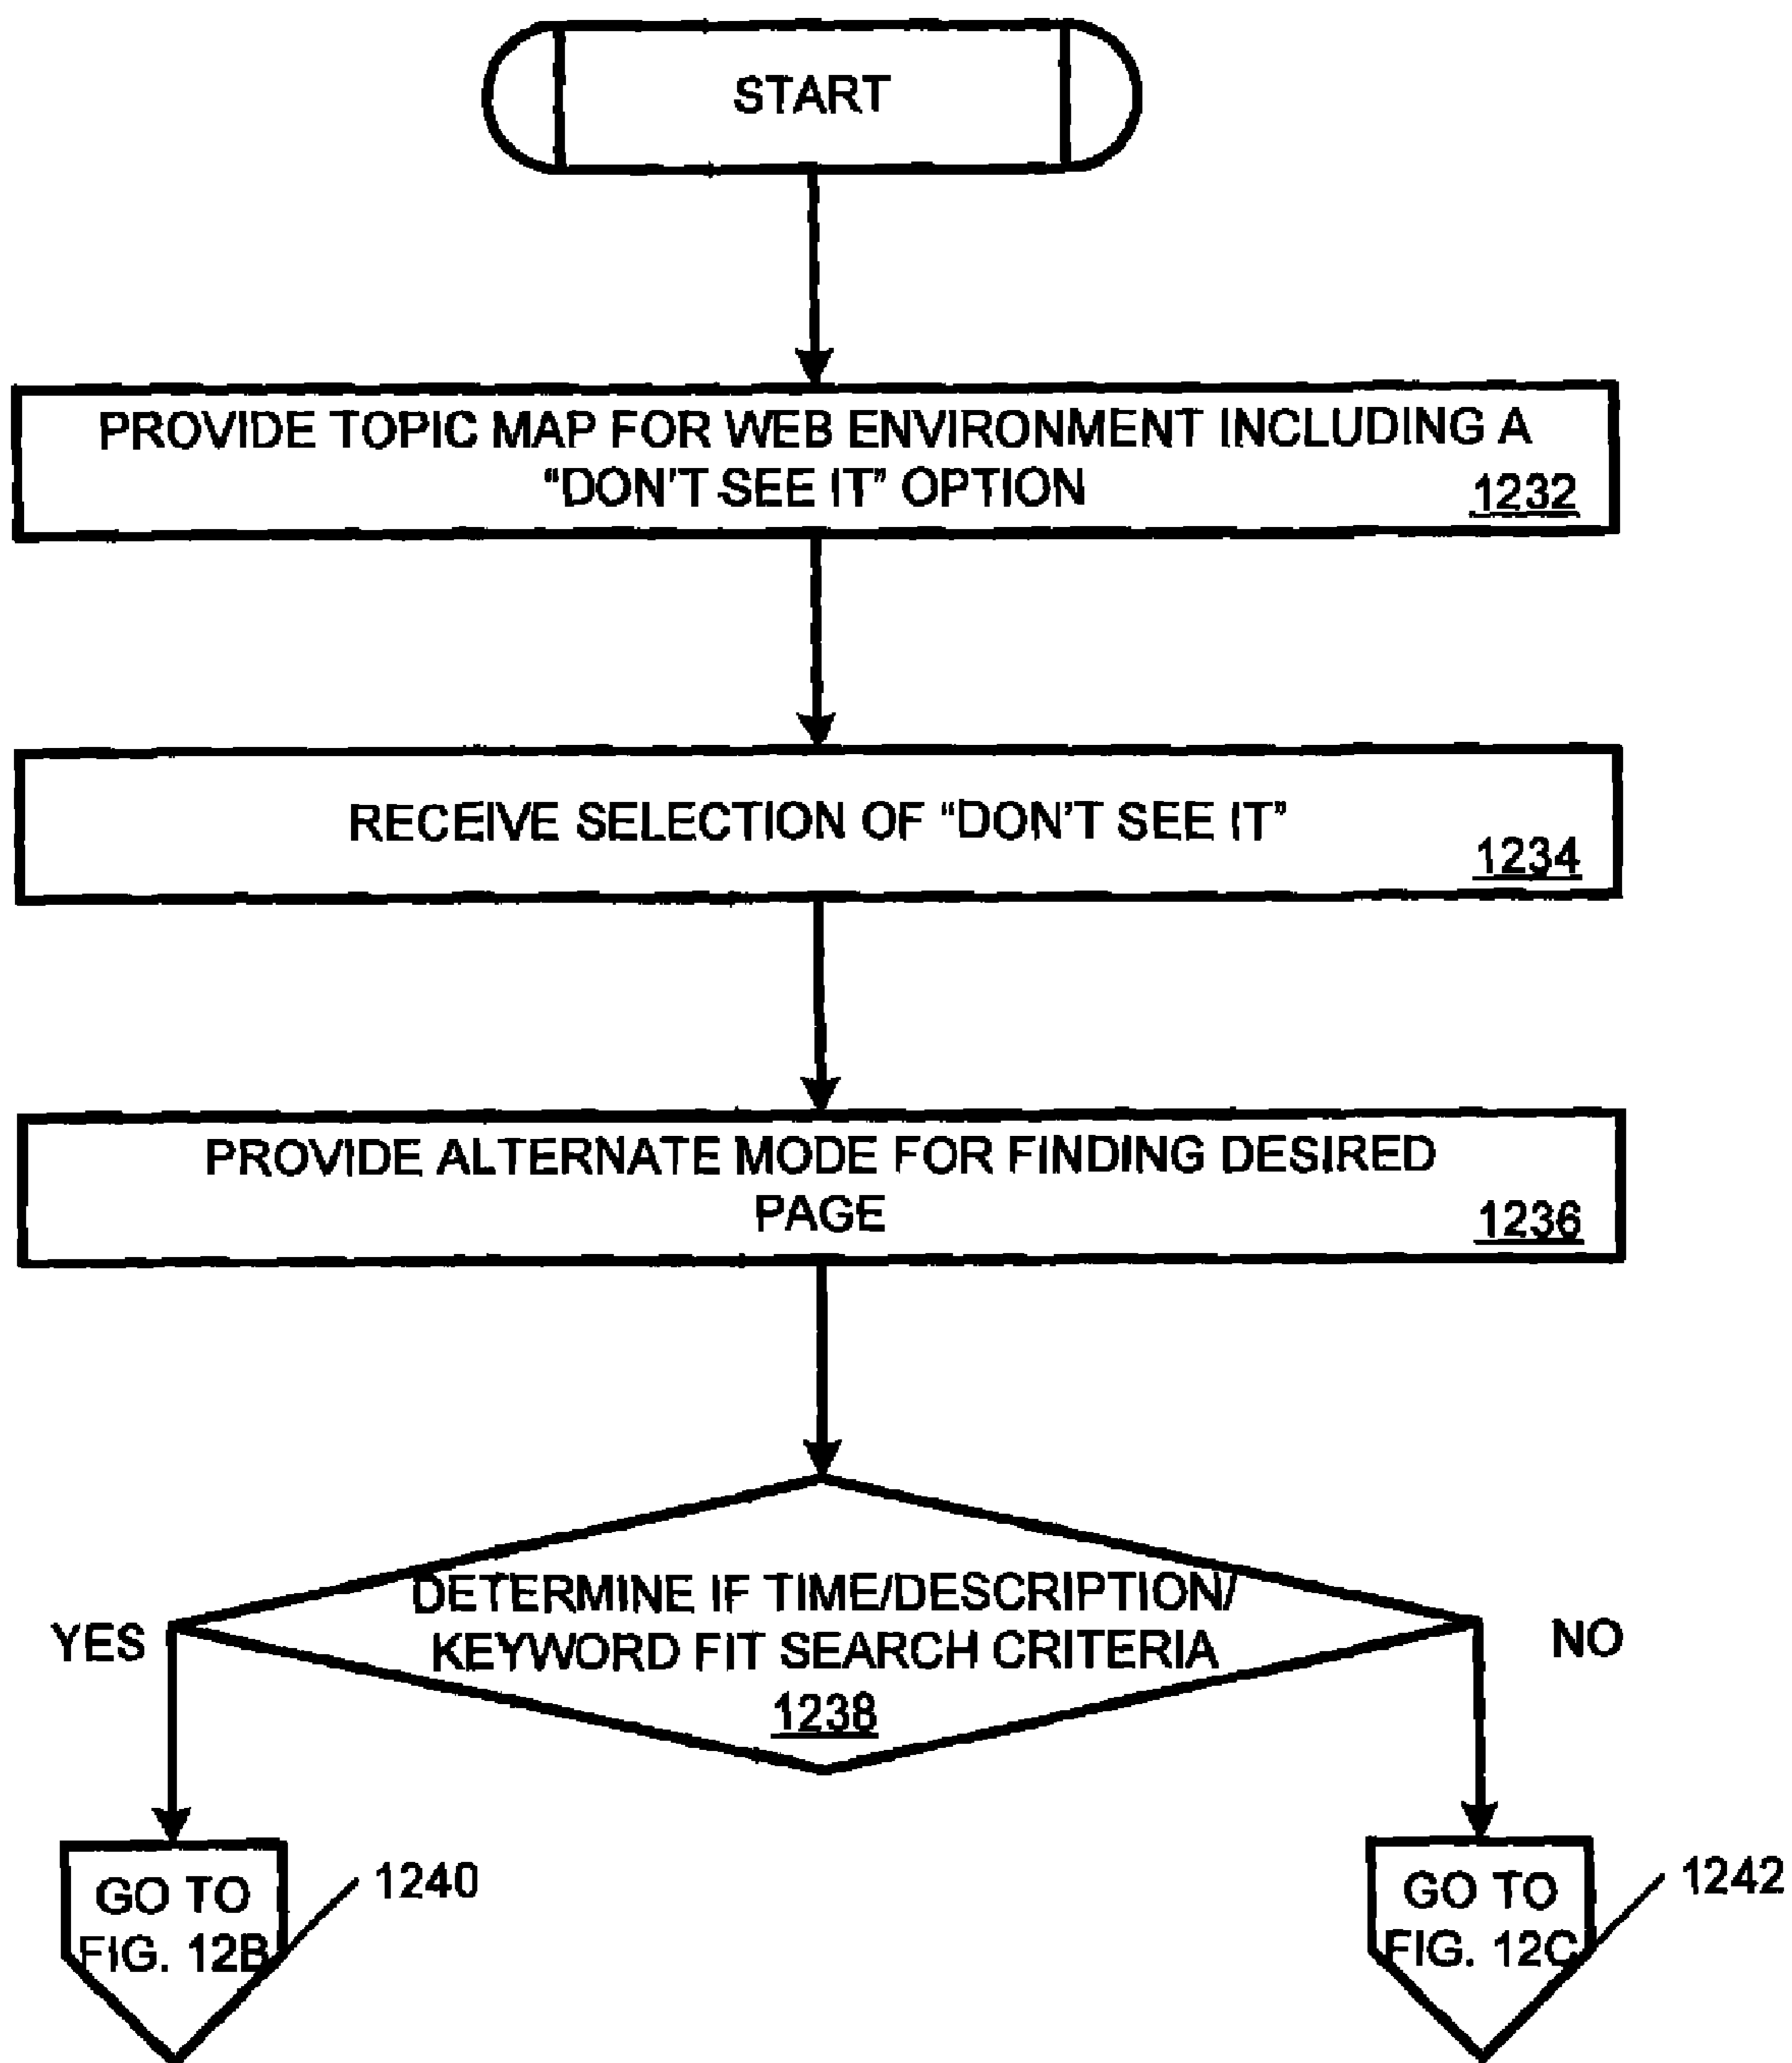 START
PROVIDE TOPIC MAP FOR WEB ENVIRONMENT INCLUDING A
"DON'T SEE IT" OPTION
1232
RECEIVE SELECTION OF "DON'T SEE IT"
1234
PROVIDE ALTERNATE MODE FOR FINDING DESIRED
PAGE
1236
DETERMINE IF TIME/DESCRIPTION/
KEYWORD FIT SEARCH CRITERIA
1238
YES
NO
GO TO
FIG. 12B
1240
GO TO
FIG. 12C
1242